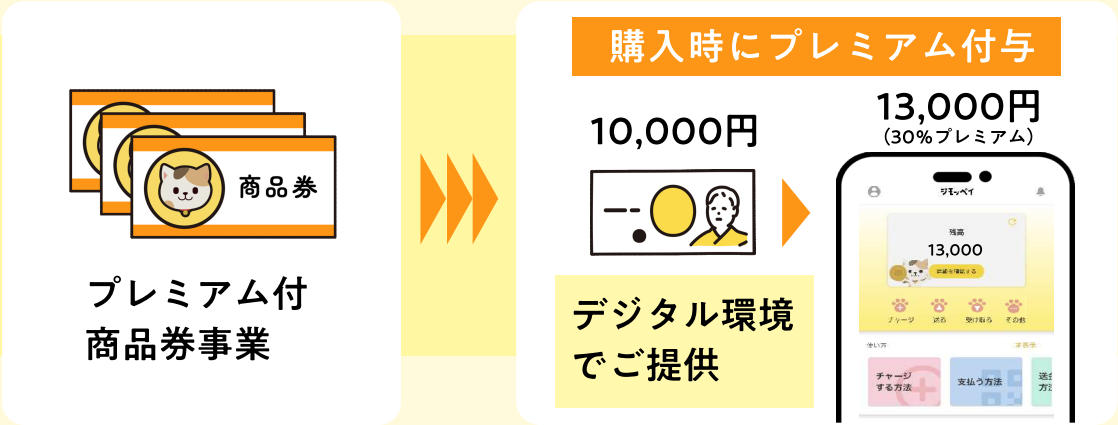 商品券
プレミアム付
商品券事業
購入時にプレミアム付与
10,000円
デジタル環境
でご提供
13,000円
(30%プレミアム)
ジモッペイ
残高
13,000
詳細を確認する
チャージ
送る
受け取る
その他
使い方
チャージ
する方法
支払う方法
送金
方法